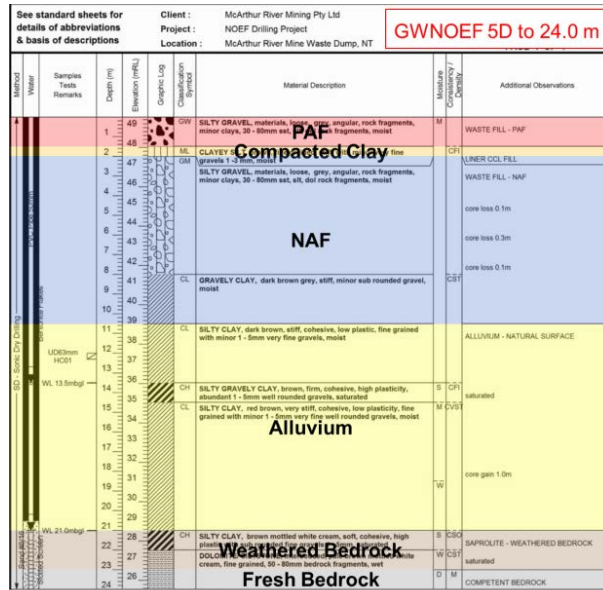 See standard sheets for
details of abbreviations
& basis of descriptions
Client : McArthur River Mining Pty Ltd
Project : NOEF Drilling Project
Location : McArthur River Mine Waste Dump, NT
GWNOEF 5D to 24.0 m
Method
Water
Samples
Tests
Remarks
Depth (m)
Elevation (mRL)
Graphic Log
Classification
Symbol
Material Description
Moisture
Consistency /
Density
Additional Observations
49
GW
SILTY GRAVEL, materials, loose, grey, angular, rock fragments,
minor clays, 30 - 80mm set, rock fragments, moist
M
PAF
WASTE FILL - PAF
1
48
2
ML
CLAYEY
very fine
gravels 1 -3 mm, moist
CFI
Compacted Clay
47
GM
LINER CCL FILL
3
46
SILTY GRAVEL, materials, loose, grey, angular, rock fragments,
minor clays, 30 - 80mm set, slt, dol rock fragments, moist
WASTE FILL - NAF
4
45
core loss 0.1m
5
44
6
43
NAF
core loss 0.3m
7
42
core loss 0.1m
8
41
CL
GRAVELY CLAY, dark brown grey, stiff, minor sub rounded gravel,
moist
CST
9
40
10
39
11
38
CL
SILTY CLAY, dark brown, stiff, cohesive, low plastic, fine grained
with minor 1 - 5mm very fine gravels, moist
ALLUVIUM - NATURAL SURFACE
12
37
UD63mm
HC01
13
36
WL 13.5mbgl
14
35
CH
SILTY GRAVELY CLAY, brown, firm, cohesive, high plasticity,
abundant 1 - 5mm well rounded gravels, saturated
S
CFI
saturated
15
34
CL
SILTY CLAY, red brown, very stiff, cohesive, low plasticity, fine
grained with minor 1 - 5mm very fine well rounded gravels, moist
M
CVST
16
33
Alluvium
17
32
18
31
core gain 1.0m
19
30
W
20
29
21
WL 21.0mbgl
28
CH
SILTY CLAY, brown mottled white cream, soft, cohesive, high
S
CSO
22
27
Weathered Bedrock
SAPROLITE - WEATHERED BEDROCK
23
cream, fine grained, 50 - 80mm bedrock fragments, wet
W
CST
saturated
26
24
Fresh Bedrock
D
M
COMPETENT BEDROCK
SD - Sonic Dry Drilling